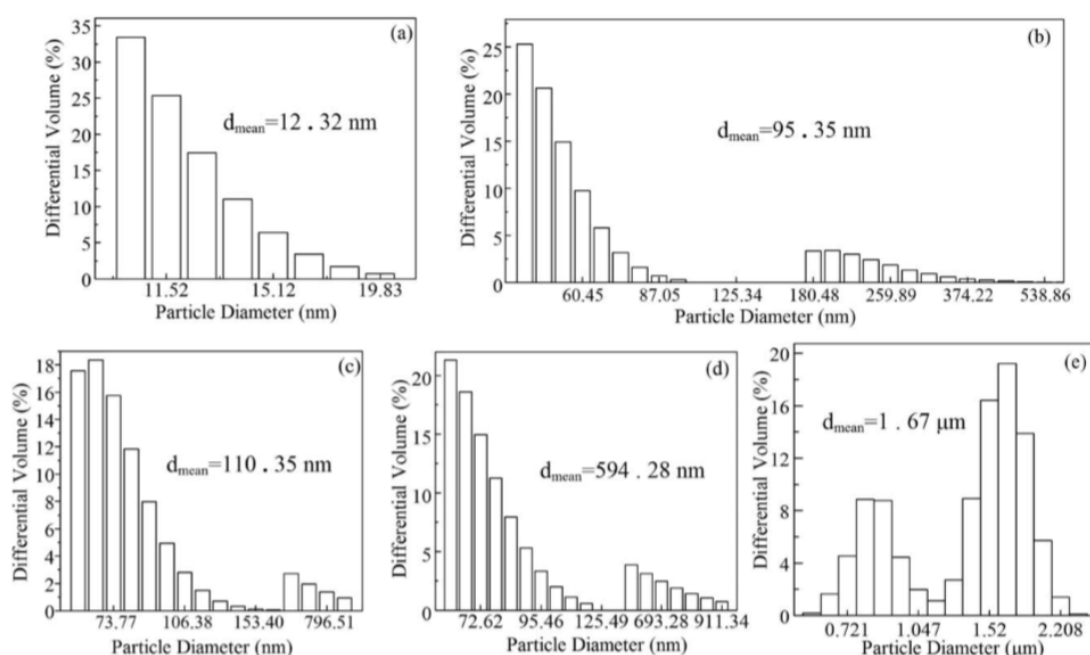 (a)
Differential Volume (%)
35
30
25
20
15
10
5
0
d_mean=12 . 32 nm
11.52 15.12 19.83
Particle Diameter (nm)
(b)
Differential Volume (%)
25
20
15
10
5
0
d_mean=95 . 35 nm
60.45 87.05 125.34 180.48 259.89 374.22 538.86
Particle Diameter (nm)
(c)
Differential Volume (%)
18
16
14
12
10
8
6
4
2
0
d_mean=110 . 35 nm
73.77 106.38 153.40 796.51
Particle Diameter (nm)
(d)
Differential Volume (%)
20
15
10
5
0
d_mean=594 . 28 nm
72.62 95.46 125.49 693.28 911.34
Particle Diameter (nm)
(e)
Differential Volume (%)
20
16
12
8
4
0
d_mean=1 . 67 μm
0.721 1.047 1.52 2.208
Particle Diameter (μm)